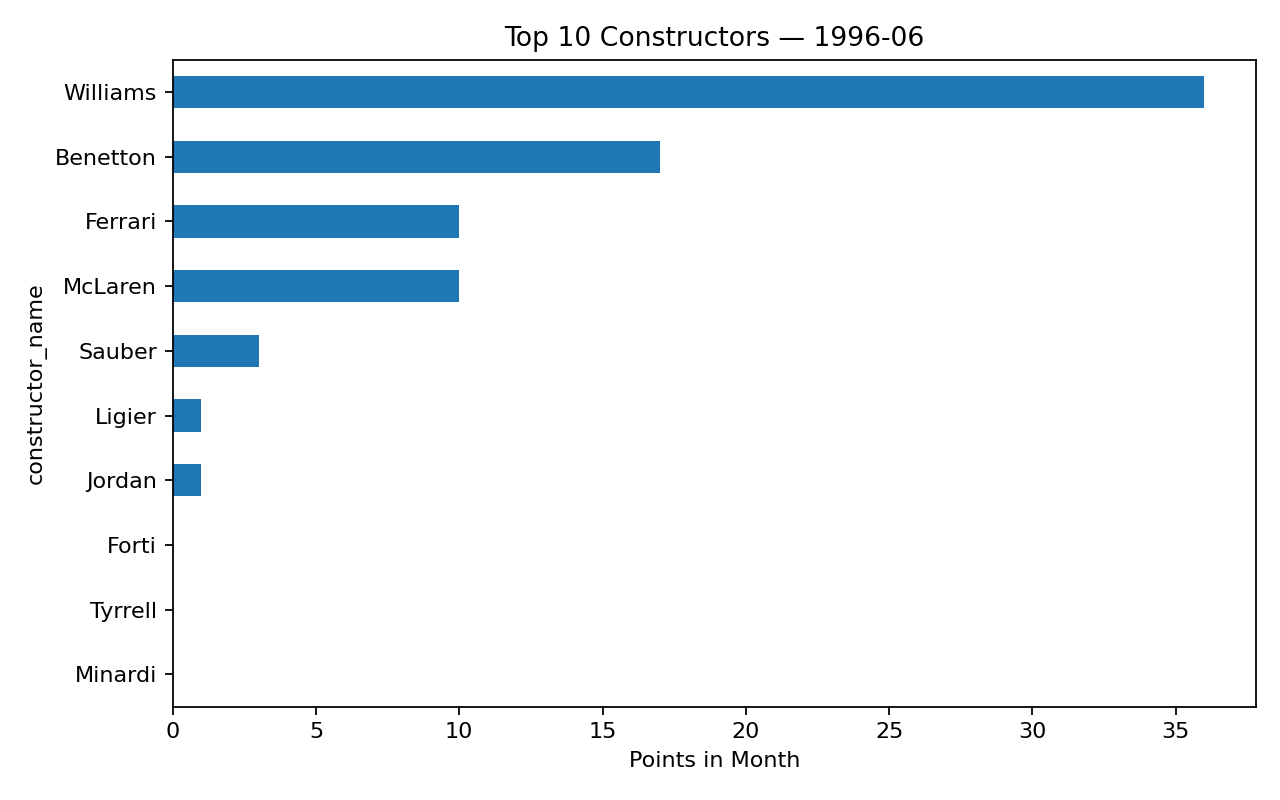 Top 10 Constructors — 1996-06
Williams
Benetton
Ferrari
McLaren
Sauber
Ligier
Jordan
Forti
Tyrrell
Minardi
constructor_name
0 5 10 15 20 25 30 35
Points in Month